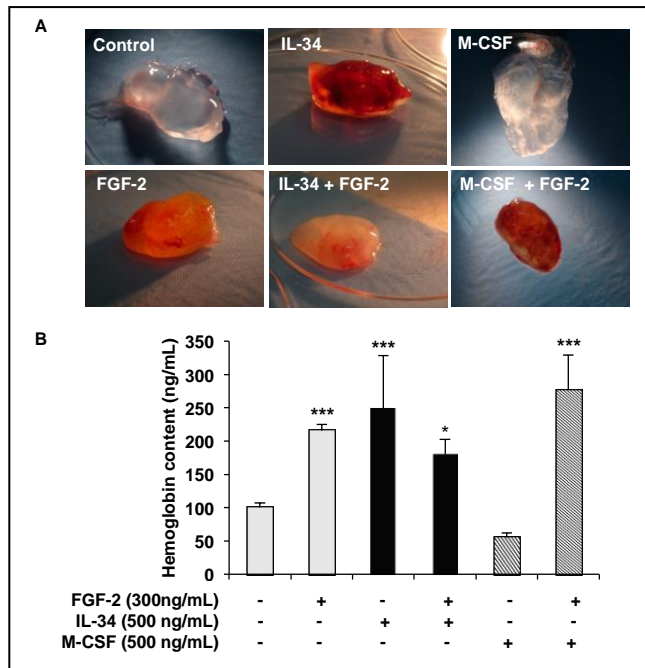 A
Control IL-34 M-CSF
FGF-2 IL-34 + FGF-2 M-CSF + FGF-2
B
Hemoglobin content (ng/mL)
350
300
250
200
150
100
50
0
*** *** * ***
FGF-2 (300ng/mL) - + - + - +
IL-34 (500 ng/mL) - - + + - -
M-CSF (500 ng/mL) - - - - + +